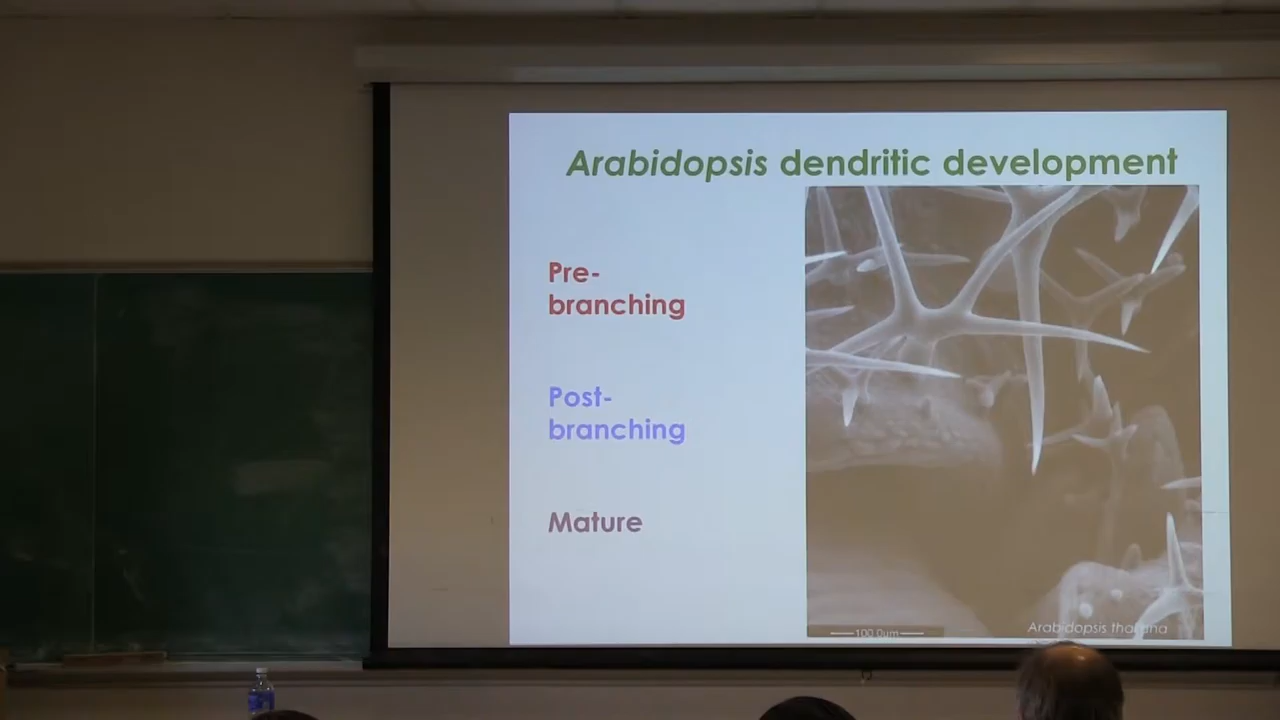 Arabidopsis dendritic development
Pre-
branching
Post-
branching
Mature
100.0um
Arabidopsis thaliana